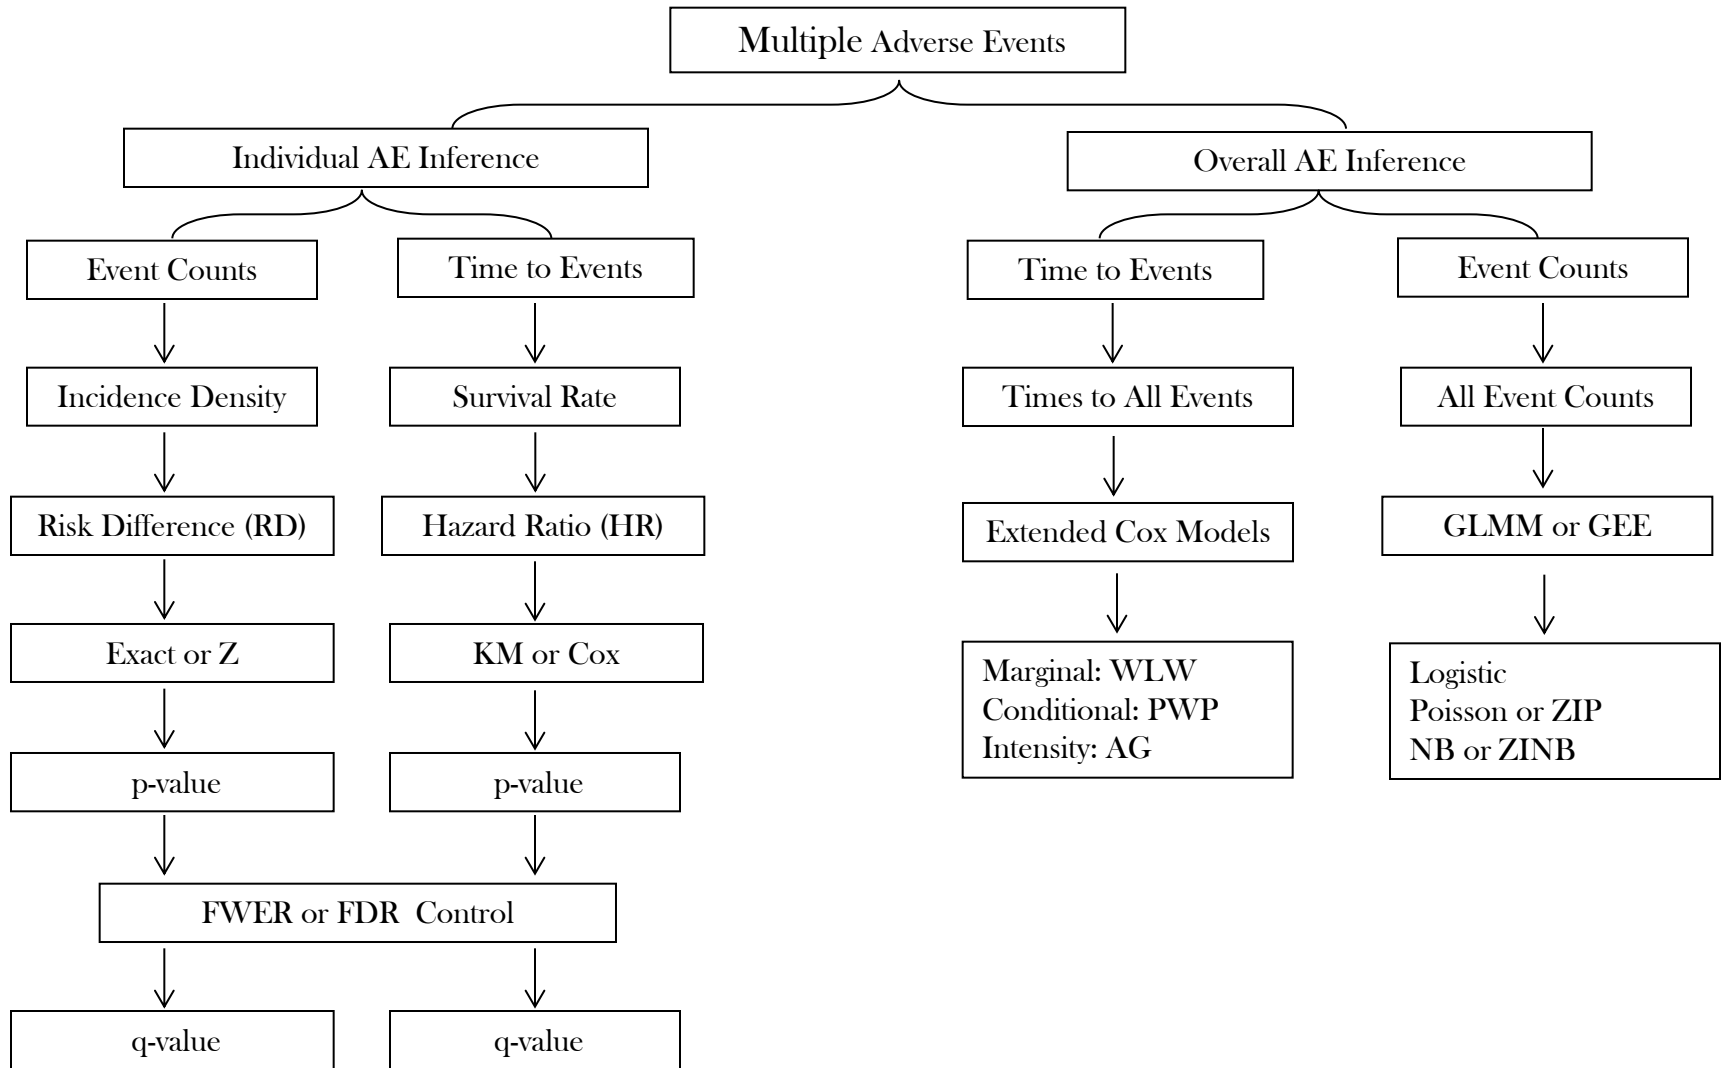 Multiple Adverse Events
Individual AE Inference
Overall AE Inference
Event Counts
Time to Events
Time to Events
Event Counts
Incidence Density
Survival Rate
Times to All Events
All Event Counts
Risk Difference (RD)
Hazard Ratio (HR)
Extended Cox Models
GLMM or GEE
Exact or Z
KM or Cox
Marginal: WLW
Conditional: PWP
Intensity: AG
Logistic
Poisson or ZIP
NB or ZINB
p-value
p-value
FWER or FDR Control
q-value
q-value